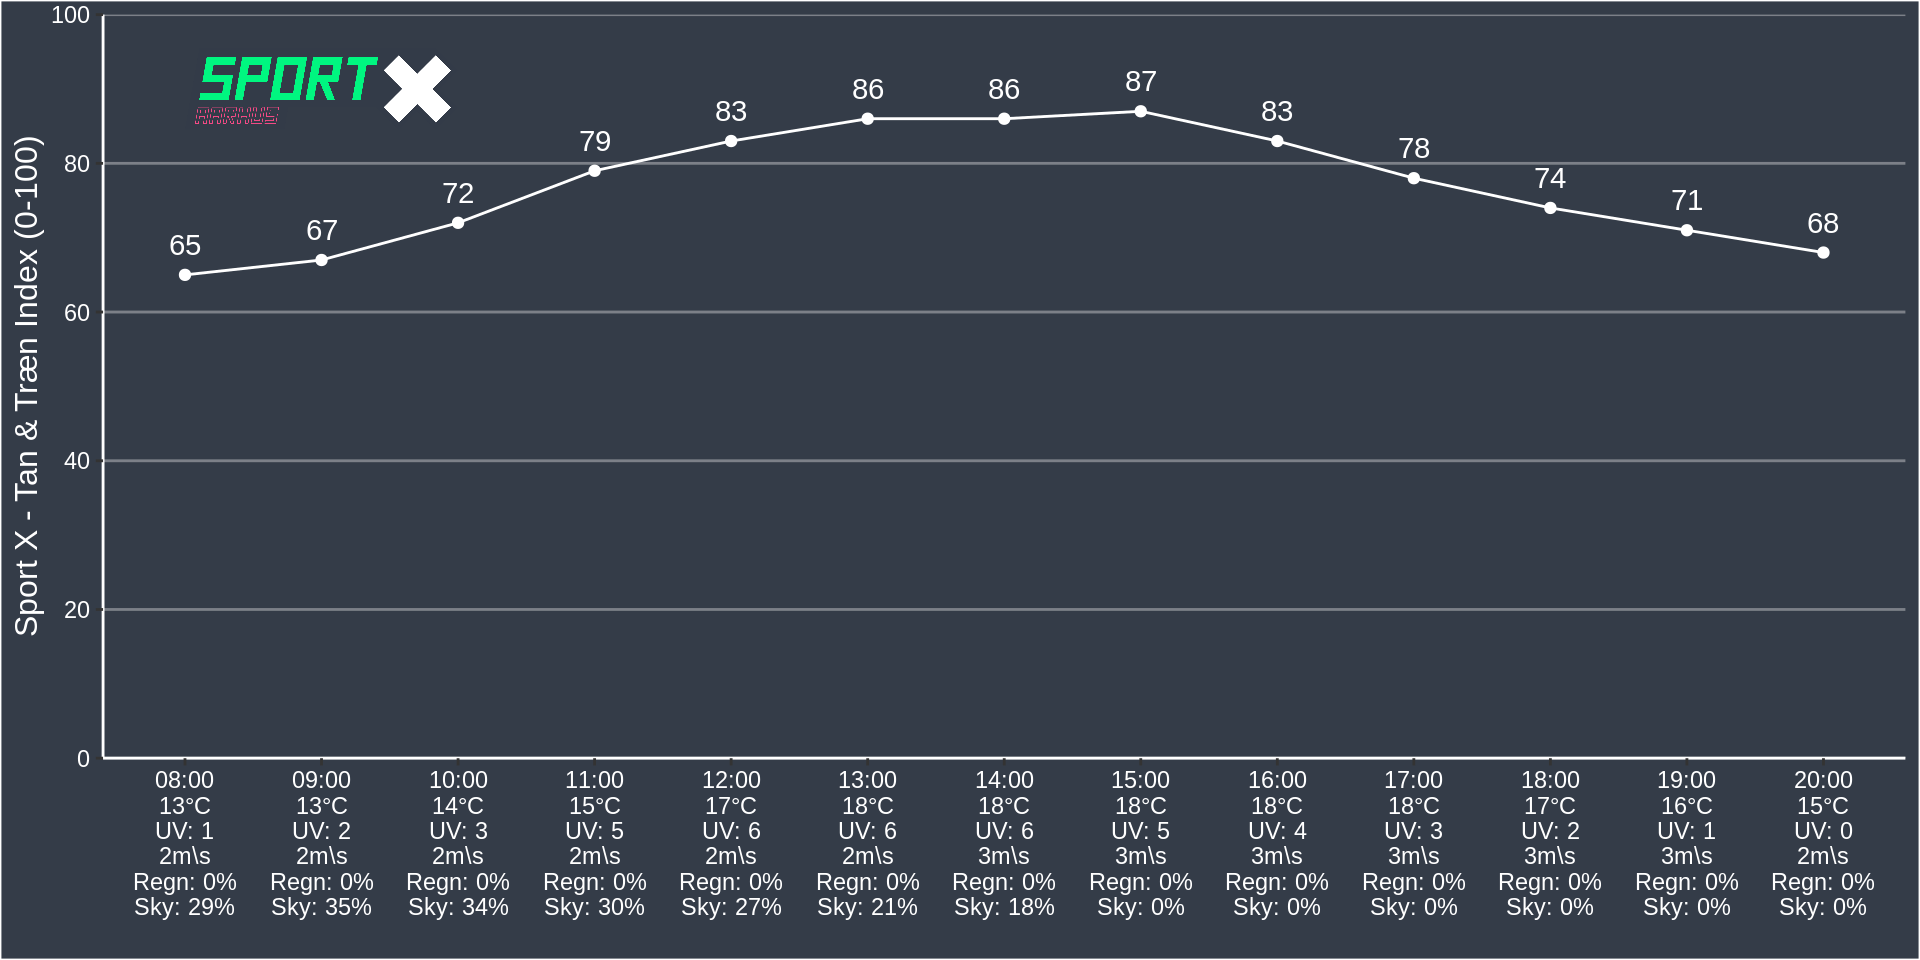 100
80
60
40
20
0
Sport X - Tan & Træn Index (0-100)
SPORT X
AARHUS
65 67 72 79 83 86 86 87 83 78 74 71 68
08:00 09:00 10:00 11:00 12:00 13:00 14:00 15:00 16:00 17:00 18:00 19:00 20:00
13°C 13°C 14°C 15°C 17°C 18°C 18°C 18°C 18°C 18°C 17°C 16°C 15°C
UV: 1 UV: 2 UV: 3 UV: 5 UV: 6 UV: 6 UV: 6 UV: 5 UV: 4 UV: 3 UV: 2 UV: 1 UV: 0
2m\s 2m\s 2m\s 2m\s 2m\s 2m\s 3m\s 3m\s 3m\s 3m\s 3m\s 3m\s 2m\s
Regn: 0% Regn: 0% Regn: 0% Regn: 0% Regn: 0% Regn: 0% Regn: 0% Regn: 0% Regn: 0% Regn: 0% Regn: 0% Regn: 0% Regn: 0%
Sky: 29% Sky: 35% Sky: 34% Sky: 30% Sky: 27% Sky: 21% Sky: 18% Sky: 0% Sky: 0% Sky: 0% Sky: 0% Sky: 0% Sky: 0%